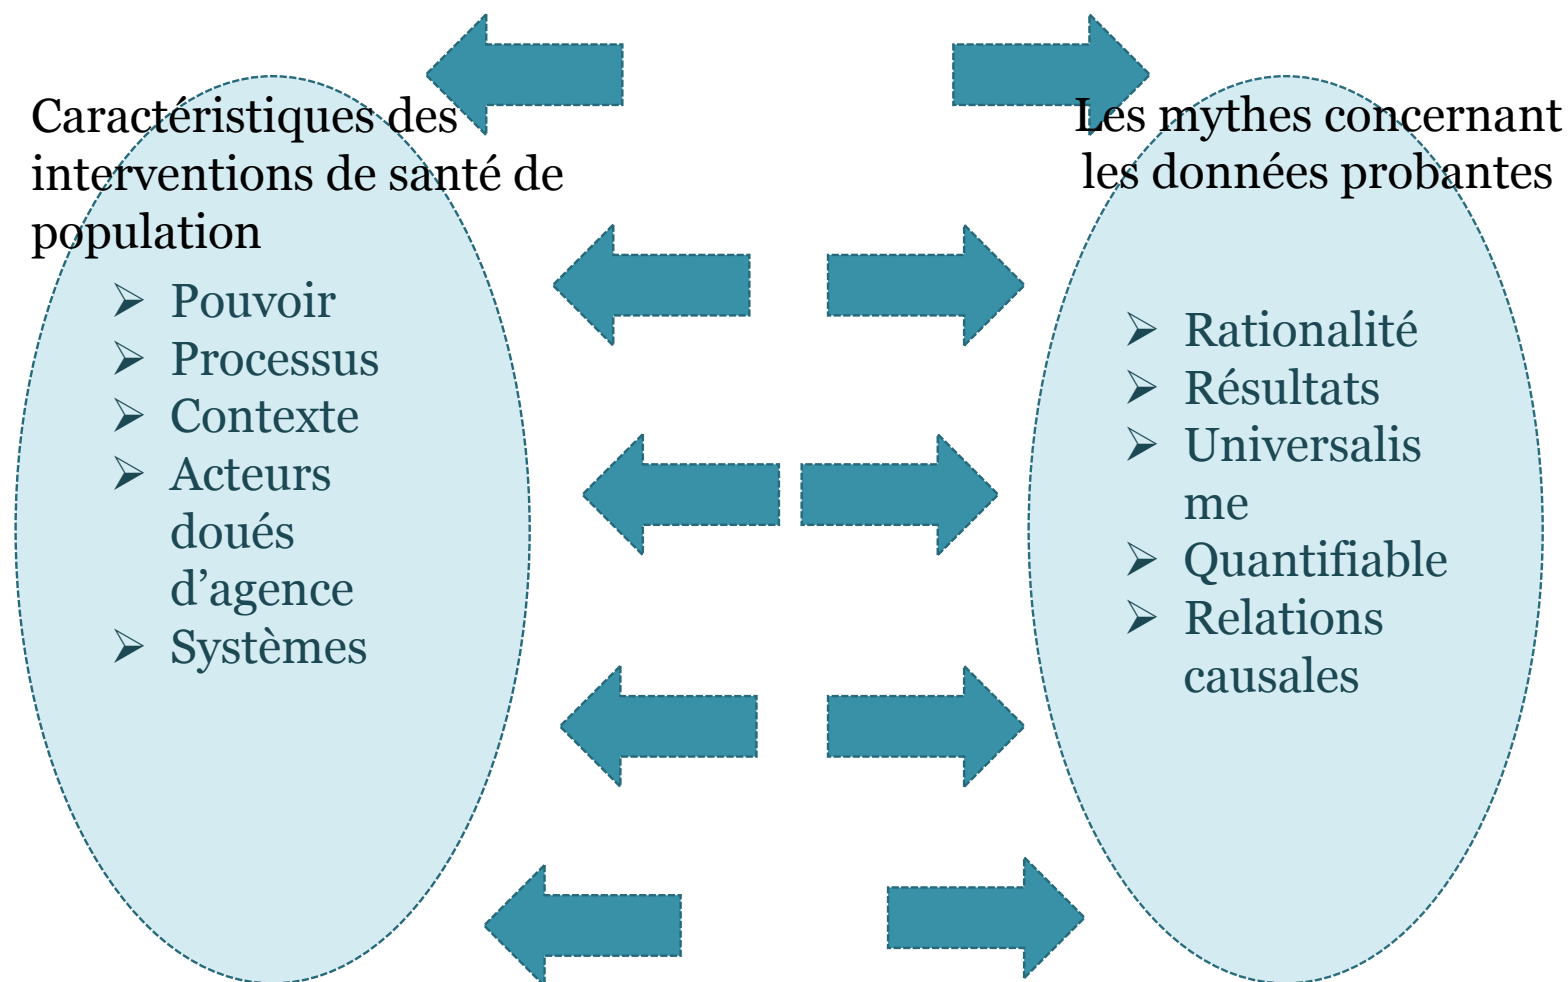 Caractéristiques des
interventions de santé de
population
➢ Pouvoir
➢ Processus
➢ Contexte
➢ Acteurs
doués
d’agence
➢ Systèmes
Les mythes concernant
les données probantes
➢ Rationalité
➢ Résultats
➢ Universalis
me
➢ Quantifiable
➢ Relations
causales